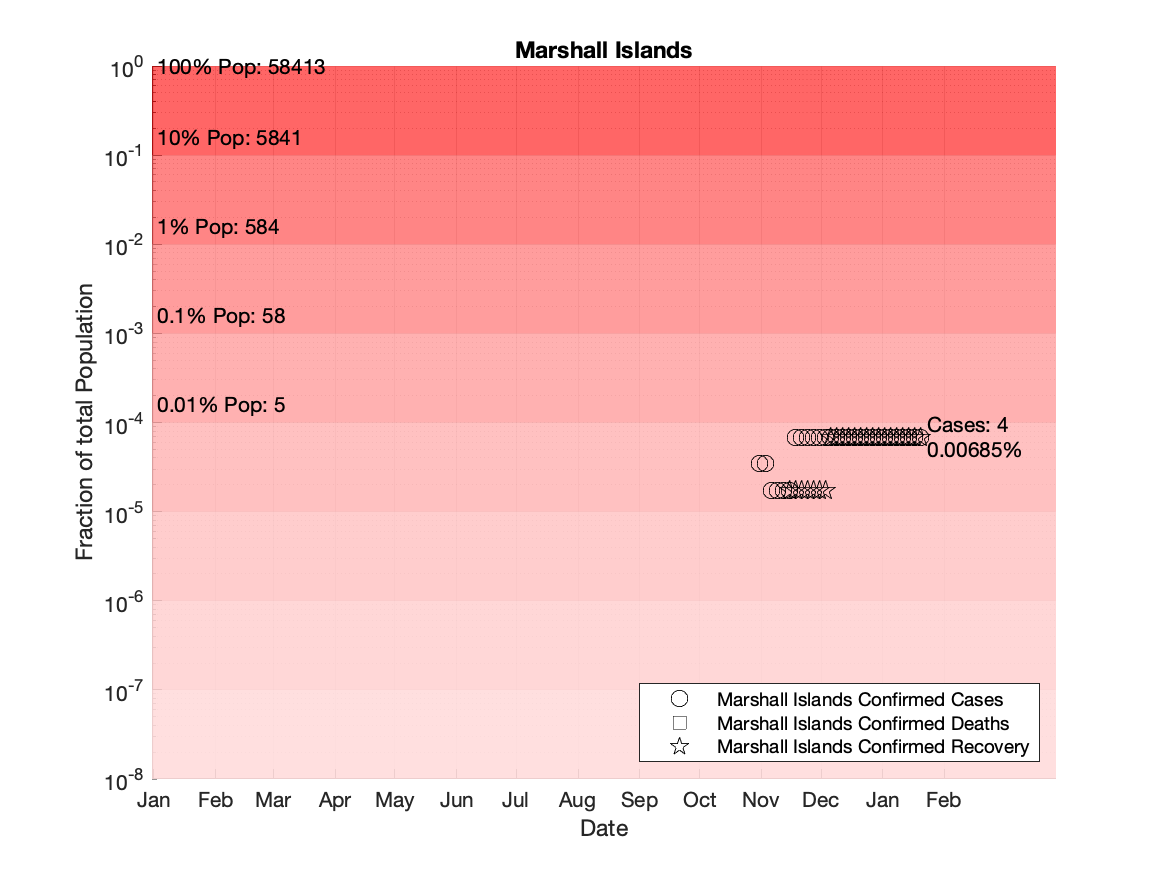 Marshall Islands
10^0
100% Pop: 58413
10% Pop: 5841
10^-1
1% Pop: 584
10^-2
0.1% Pop: 58
10^-3
0.01% Pop: 5
10^-4
Cases: 4
0.00685%
10^-5
10^-6
10^-7
10^-8
Fraction of total Population
Marshall Islands Confirmed Cases
Marshall Islands Confirmed Deaths
Marshall Islands Confirmed Recovery
Jan Feb Mar Apr May Jun Jul Aug Sep Oct Nov Dec Jan Feb
Date